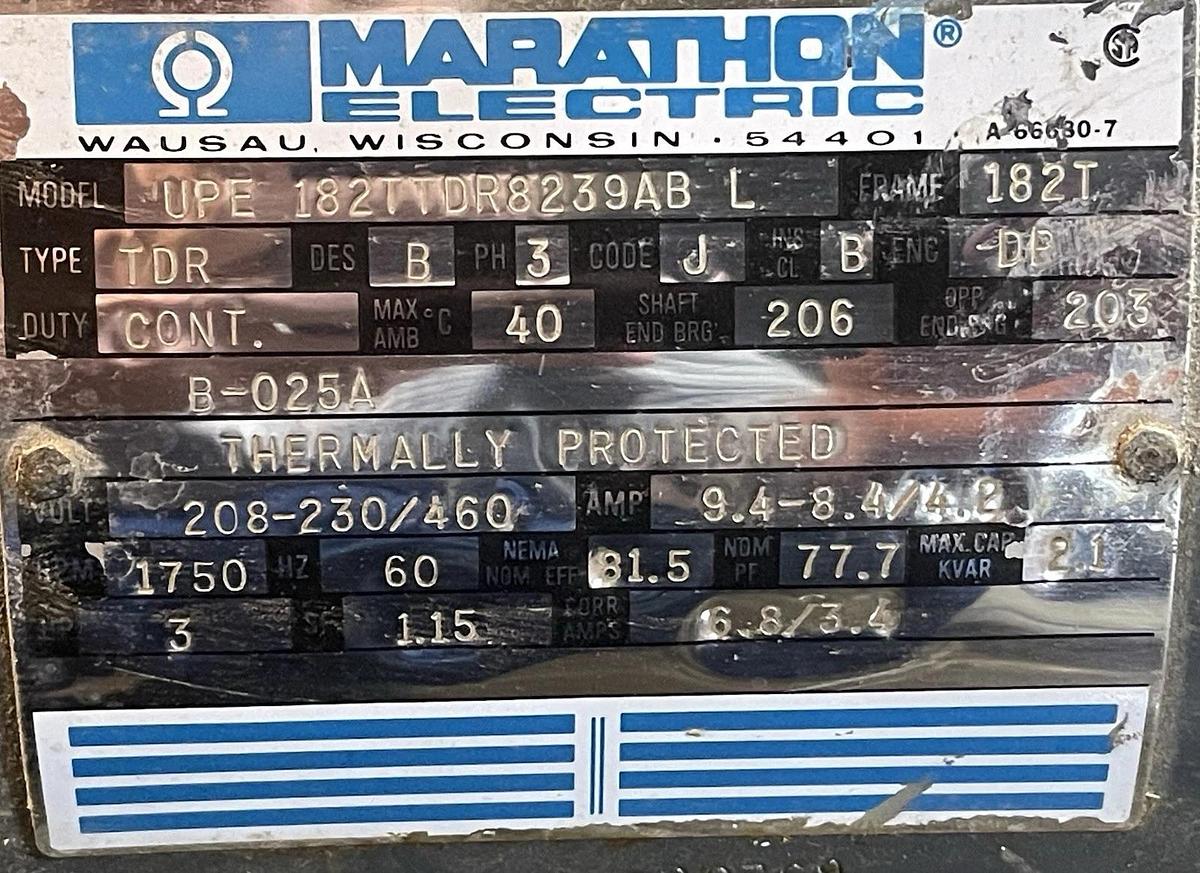 MARATHON ®
ELECTRIC
WAUSAU, WISCONSIN · 54401 A-66630-7
MODEL UPE 182TTDR8239AB L FRAME 182T
TYPE TDR DES B PH 3 CODE J INS CL B ENC DP
DUTY CONT. MAX AMB °C 40 SHAFT END BRG 206 OPP END BRG 203
B-025A
THERMALLY PROTECTED
VOLT 208-230/460 AMP 9.4-8.4/4.2
RPM 1750 HZ 60 NEMA NOM EFF 81.5 NOM PF 77.7 MAX. CAP KVAR 2.1
HP 3 SF 1.15 CORR AMPS 6.8/3.4